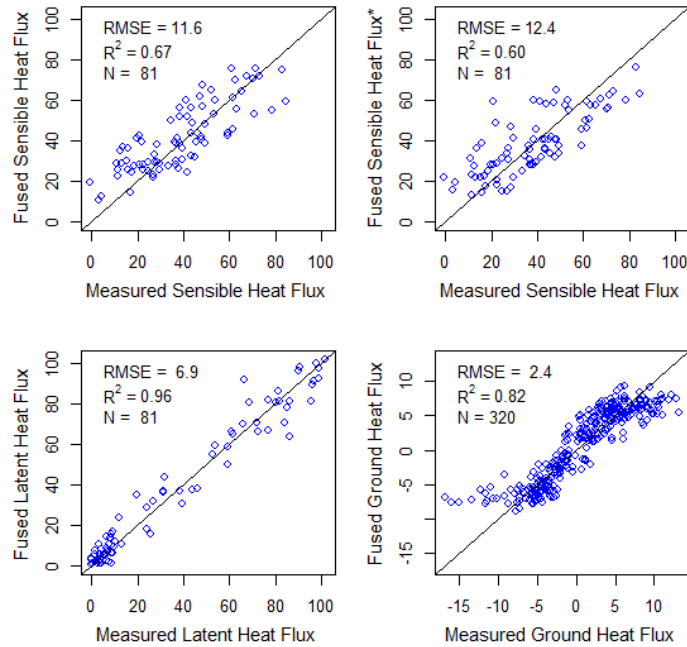 RMSE = 11.6
R² = 0.67
N = 81
Fused Sensible Heat Flux
0 20 40 60 80 100
0 20 40 60 80 100
Measured Sensible Heat Flux
RMSE = 12.4
R² = 0.60
N = 81
Fused Sensible Heat Flux*
0 20 40 60 80 100
0 20 40 60 80 100
Measured Sensible Heat Flux
RMSE = 6.9
R² = 0.96
N = 81
Fused Latent Heat Flux
0 20 40 60 80 100
0 20 40 60 80 100
Measured Latent Heat Flux
RMSE = 2.4
R² = 0.82
N = 320
Fused Ground Heat Flux
-15 -5 0 5 10
-15 -10 -5 0 5 10
Measured Ground Heat Flux